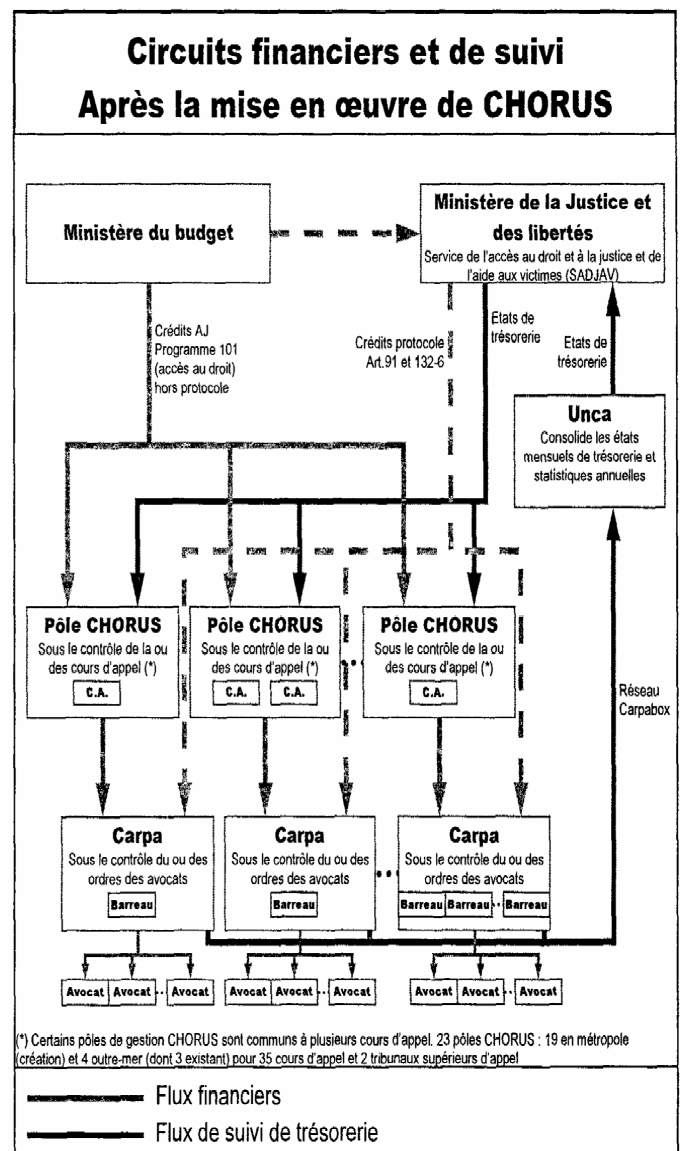 Circuits financiers et de suivi
Après la mise en œuvre de CHORUS
Ministère du budget
Ministère de la Justice et
des libertés
Service de l'accès au droit et à la justice et de
l'aide aux victimes (SADJAV)
Crédits AJ
Programme 101
(accès au droit)
hors protocole
Crédits protocole
Art.91 et 132-6
Etats de
trésorerie
Etats de
trésorerie
Unca
Consolide les états
mensuels de trésorerie et
statistiques annuelles
Pôle CHORUS
Sous le contrôle de la ou
des cours d'appel (*)
C.A.
Pôle CHORUS
Sous le contrôle de la ou
des cours d'appel (*)
C.A. C.A.
Pôle CHORUS
Sous le contrôle de la ou
des cours d'appel (*)
C.A.
Réseau
Carpabox
Carpa
Sous le contrôle du ou des
ordres des avocats
Barreau
Carpa
Sous le contrôle du ou des
ordres des avocats
Barreau
Carpa
Sous le contrôle du ou des
ordres des avocats
Barreau Barreau Barreau
Avocat Avocat Avocat
Avocat Avocat Avocat
Avocat Avocat Avocat
(*) Certains pôles de gestion CHORUS sont communs à plusieurs cours d'appel. 23 pôles CHORUS : 19 en métropole
(création) et 4 outre-mer (dont 3 existant) pour 35 cours d'appel et 2 tribunaux supérieurs d'appel
Flux financiers
Flux de suivi de trésorerie